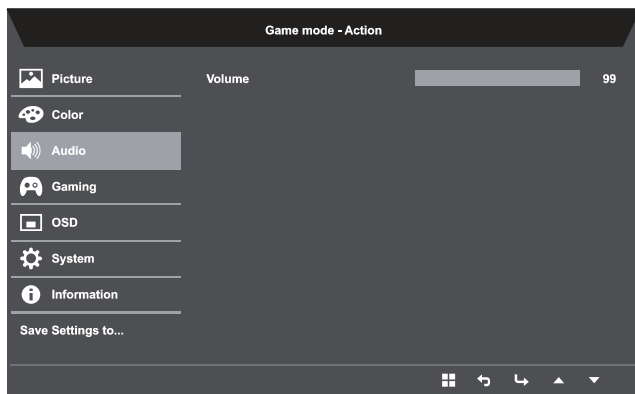 Game mode - Action
Picture
Volume
99
Color
Audio
Gaming
OSD
System
Information
Save Settings to...